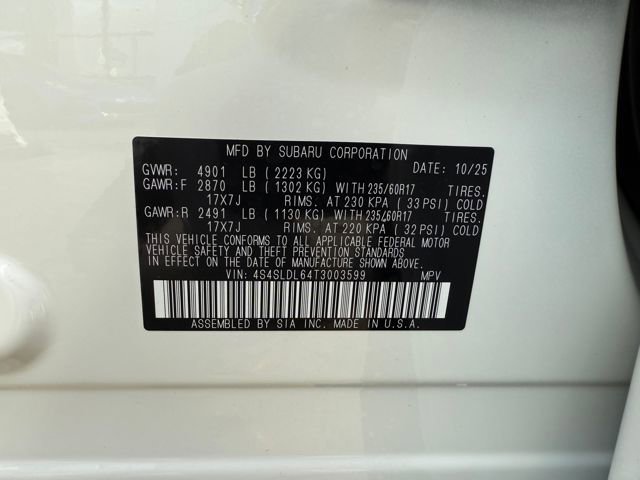 MFD BY SUBARU CORPORATION
GVWR: 4901 LB ( 2223 KG) DATE: 10/25
GAWR:F 2870 LB ( 1302 KG) WITH 235/60R17 TIRES.
17X7J RIMS. AT 230 KPA ( 33 PSI) COLD
GAWR:R 2491 LB ( 1130 KG) WITH 235/60R17 TIRES.
17X7J RIMS. AT 220 KPA ( 32 PSI) COLD
THIS VEHICLE CONFORMS TO ALL APPLICABLE FEDERAL MOTOR
VEHICLE SAFETY AND THEFT PREVENTION STANDARDS
IN EFFECT ON THE DATE OF MANUFACTURE SHOWN ABOVE.
VIN: 4S4SLDL64T3003599 MPV
ASSEMBLED BY SIA INC. MADE IN U.S.A.